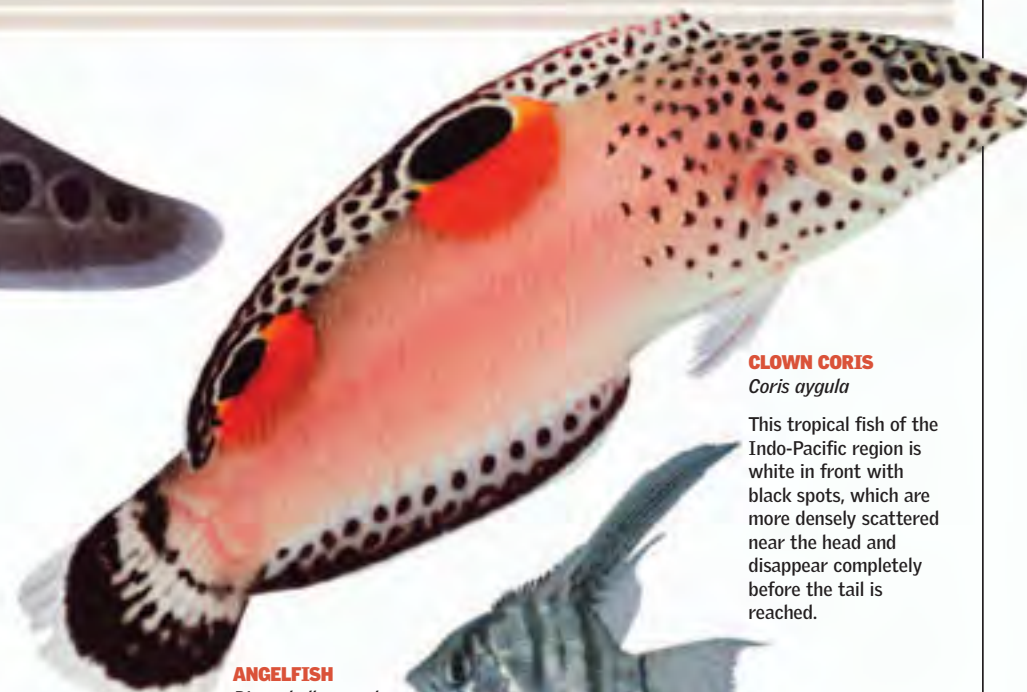 CLOWN CORIS
Coris aygula
This tropical fish of the
Indo-Pacific region is
white in front with
black spots, which are
more densely scattered
near the head and
disappear completely
before the tail is
reached.
ANGELFISH